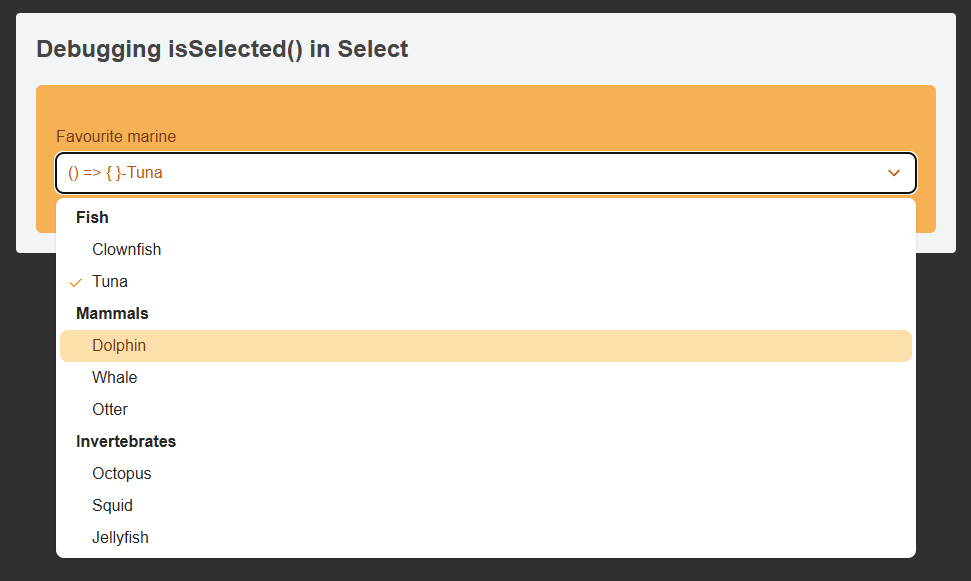 Debugging isSelected() in Select
Favourite marine
() => { }-Tuna
Fish
Clownfish
Tuna
Mammals
Dolphin
Whale
Otter
Invertebrates
Octopus
Squid
Jellyfish